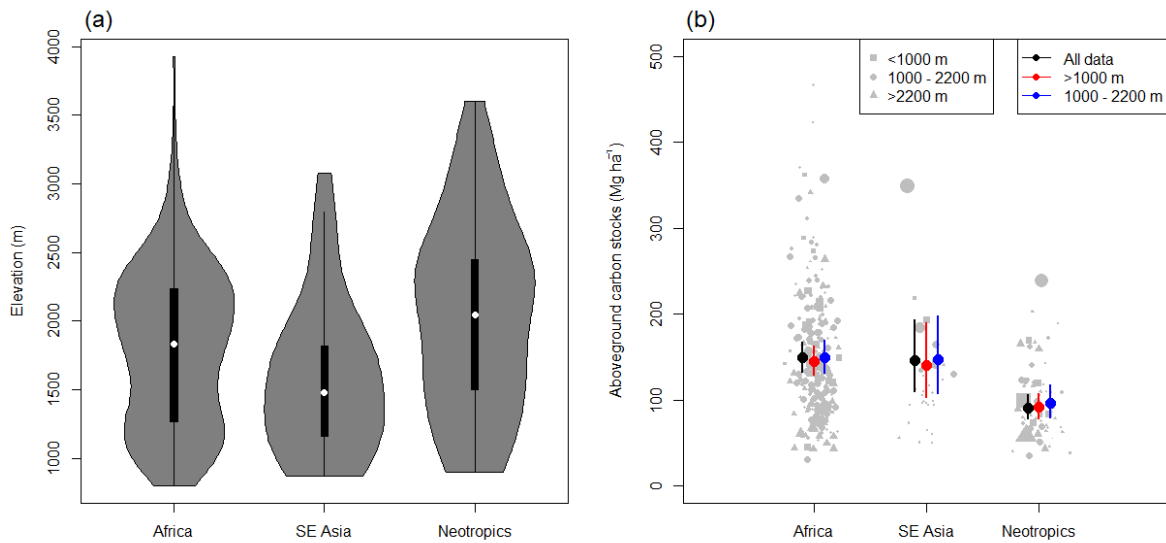 (a)
Elevation (m)
4000
3500
3000
2500
2000
1500
1000
Africa
SE Asia
Neotropics
(b)
Aboveground carbon stocks (Mg ha⁻¹)
500
400
300
200
100
0
<1000 m
1000 - 2200 m
>2200 m
All data
>1000 m
1000 - 2200 m
Africa
SE Asia
Neotropics